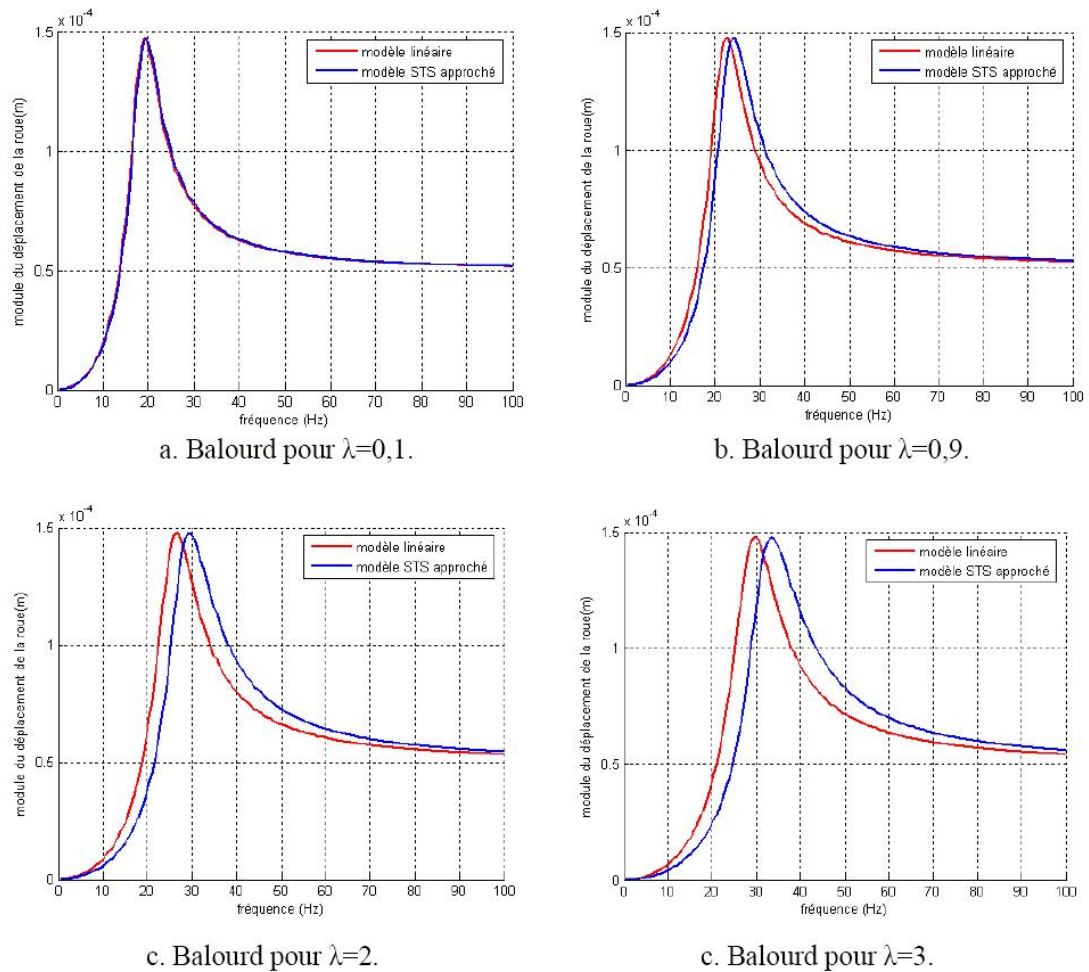 x 10⁻⁴
1.5
1
0.5
0
module du déplacement de la roue(m)
modèle linéaire
modèle STS approché
0 10 20 30 40 50 60 70 80 90 100
fréquence (Hz)
a. Balourd pour λ=0,1.
x 10⁻⁴
1.5
1
0.5
0
module du déplacement de la roue(m)
modèle linéaire
modèle STS approché
0 10 20 30 40 50 60 70 80 90 100
fréquence (Hz)
b. Balourd pour λ=0,9.
x 10⁻⁴
1.5
1
0.5
0
module du déplacement de la roue(m)
modèle linéaire
modèle STS approché
0 10 20 30 40 50 60 70 80 90 100
fréquence (Hz)
c. Balourd pour λ=2.
x 10⁻⁴
1.5
1
0.5
0
module du déplacement de la roue(m)
modèle linéaire
modèle STS approché
0 10 20 30 40 50 60 70 80 90 100
fréquence (Hz)
c. Balourd pour λ=3.